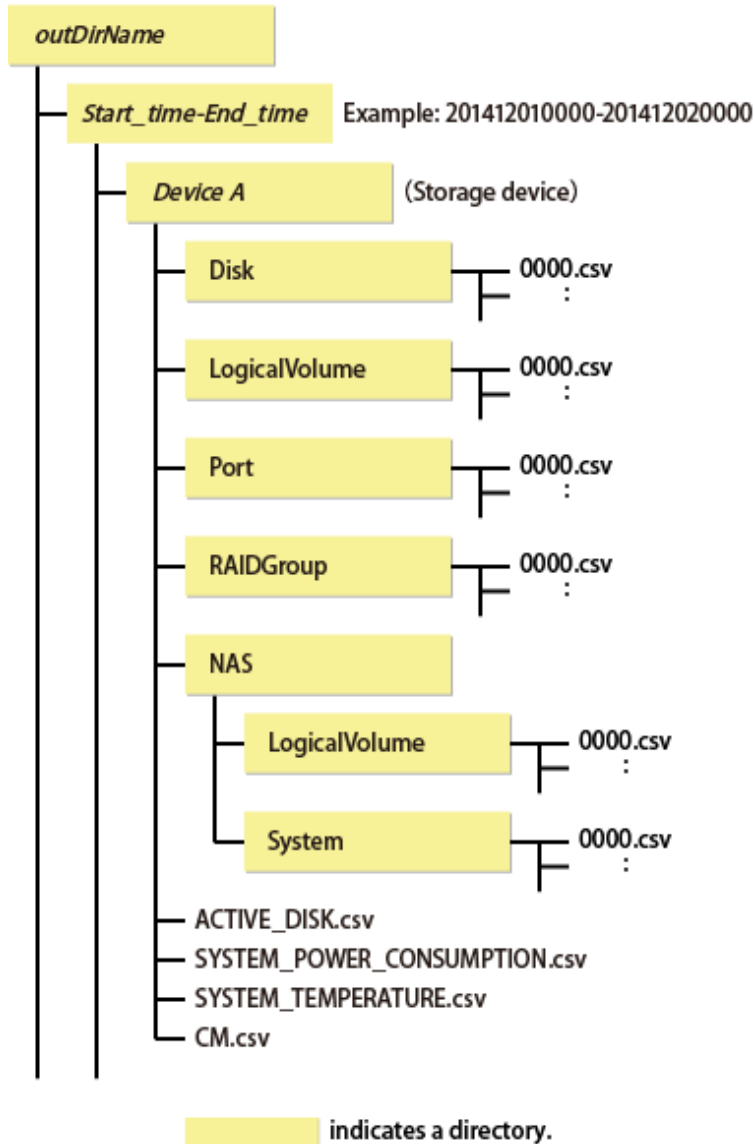 outDirName
Start_time-End_time Example: 201412010000-201412020000
Device A (Storage device)
Disk 0000.csv
:
LogicalVolume 0000.csv
:
Port 0000.csv
:
RAIDGroup 0000.csv
:
NAS
LogicalVolume 0000.csv
:
System 0000.csv
:
ACTIVE_DISK.csv
SYSTEM_POWER_CONSUMPTION.csv
SYSTEM_TEMPERATURE.csv
CM.csv
indicates a directory.